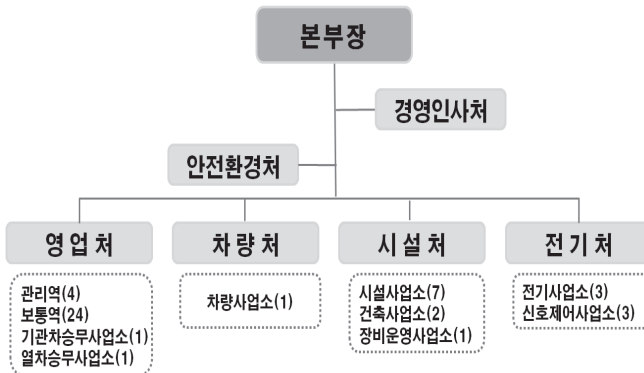 본부장
경영인사처
안전환경처
영업처
차량처
시설처
전기처
관리역(4)
보통역(24)
기관차승무사업소(1)
열차승무사업소(1)
차량사업소(1)
시설사업소(7)
건축사업소(2)
장비운영사업소(1)
전기사업소(3)
신호제어사업소(3)